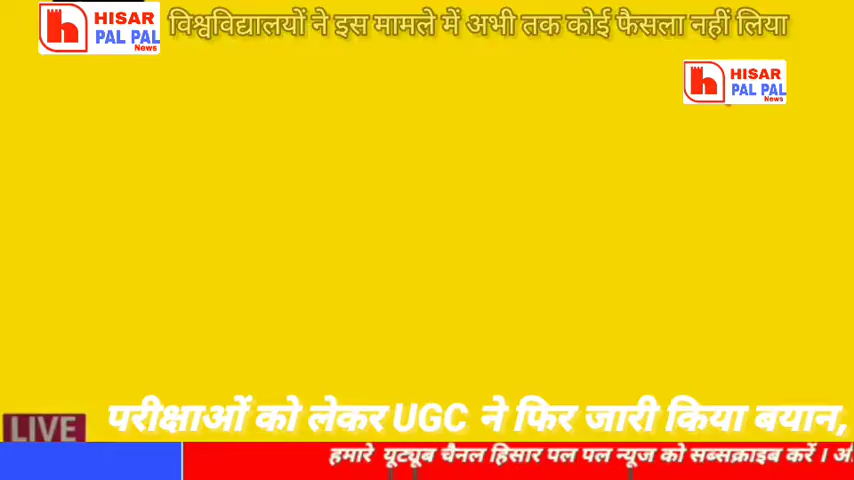 HISAR
PAL PAL
News
विश्वविद्यालयों ने इस मामले में अभी तक कोई फैसला नहीं लिया
HISAR
PAL PAL
News
परीक्षाओं को लेकर UGC ने फिर जारी किया बयान,
LIVE
हमारे यूट्यूब चैनल हिसार पल पल न्यूज को सब्सक्राइब करें ।